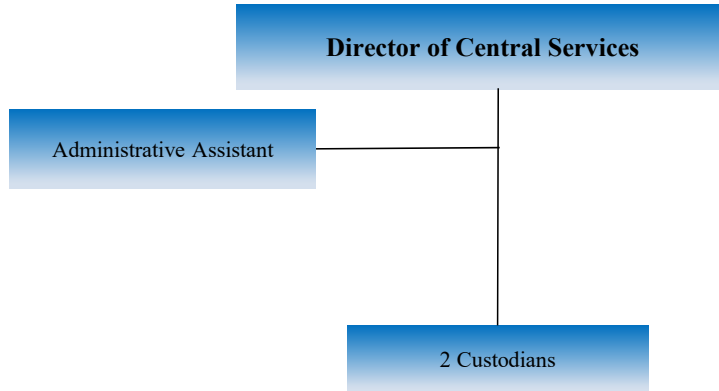 Director of Central Services
Administrative Assistant
2 Custodians